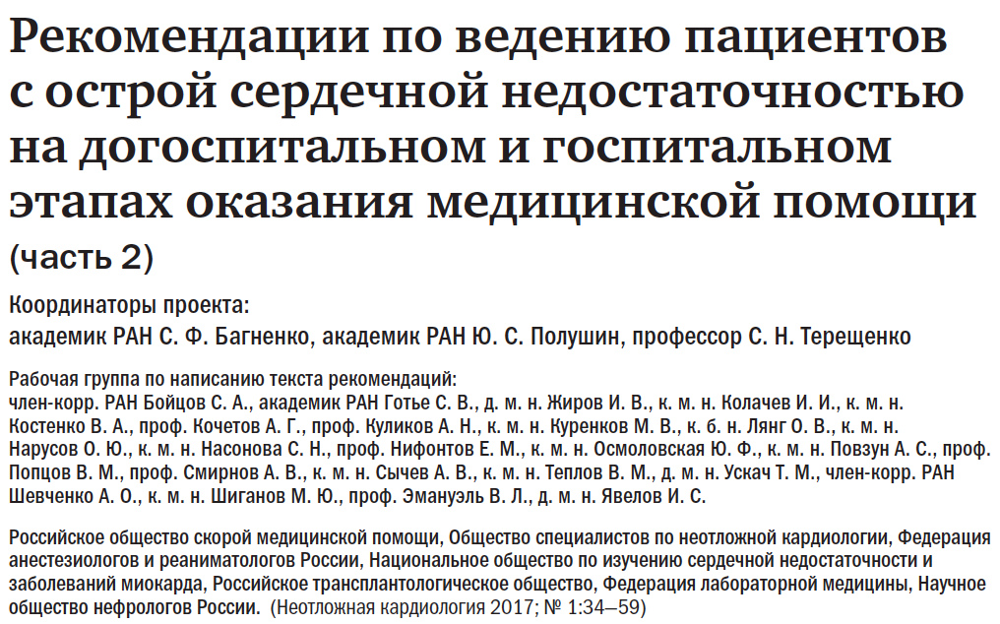 Рекомендации по ведению пациентов
с острой сердечной недостаточностью
на догоспитальном и госпитальном
этапах оказания медицинской помощи
(часть 2)
Координаторы проекта:
академик РАН С. Ф. Багненко, академик РАН Ю. С. Полушин, профессор С. Н. Терещенко
Рабочая группа по написанию текста рекомендаций:
член-корр. РАН Бойцов С. А., академик РАН Готье С. В., д. м. н. Жиров И. В., к. м. н. Колачев И. И., к. м. н.
Костенко В. А., проф. Кочетов А. Г., проф. Куликов А. Н., к. м. н. Куренков М. В., к. б. н. Лянг О. В., к. м. н.
Нарусов О. Ю., к. м. н. Насонова С. Н., проф. Нифонтов Е. М., к. м. н. Осмоловская Ю. Ф., к. м. н. Повзун А. С., проф.
Попцов В. М., проф. Смирнов А. В., к. м. н. Сычев А. В., к. м. н. Теплов В. М., д. м. н. Ускач Т. М., член-корр. РАН
Шевченко А. О., к. м. н. Шиганов М. Ю., проф. Эмануэль В. Л., д. м. н. Явелов И. С.
Российское общество скорой медицинской помощи, Общество специалистов по неотложной кардиологии, Федерация
анестезиологов и реаниматологов России, Национальное общество по изучению сердечной недостаточности и
заболеваний миокарда, Российское трансплантологическое общество, Федерация лабораторной медицины, Научное
общество нефрологов России. (Неотложная кардиология 2017; № 1:34–59)